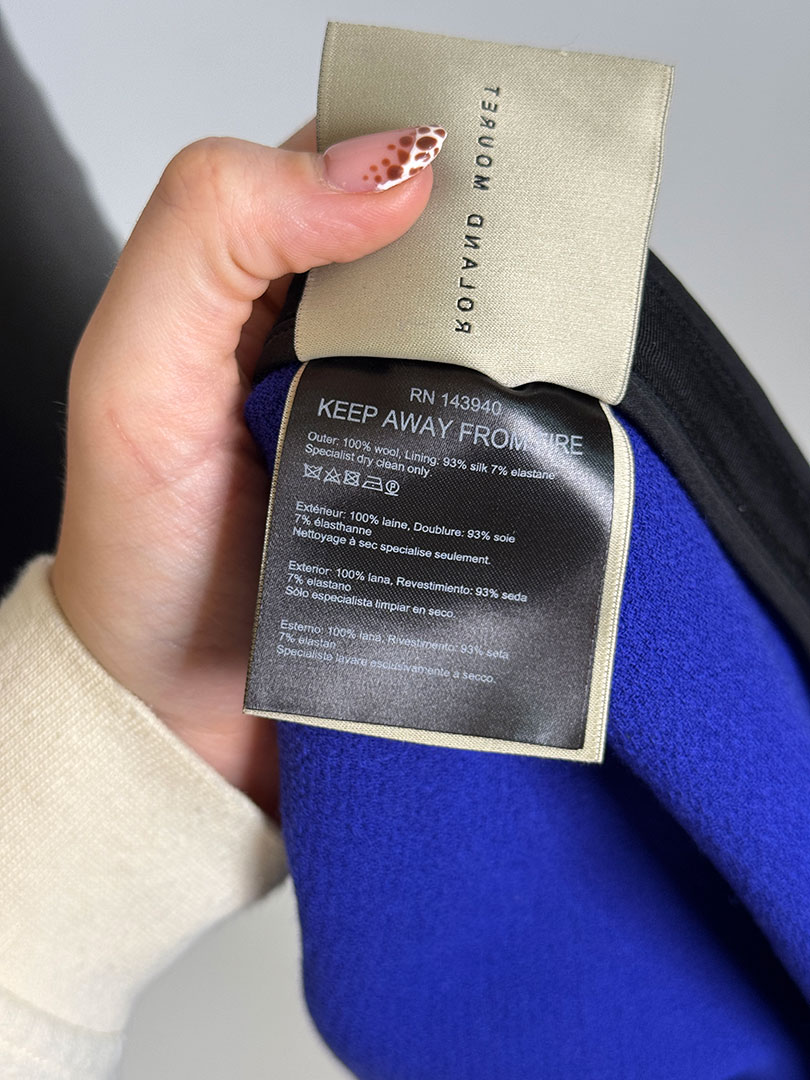 ROLAND MOURET
RN 143940
KEEP AWAY FROM FIRE
Outer: 100% wool, Lining: 93% silk 7% elastane
Specialist dry clean only.
P
Extérieur: 100% laine, Doublure: 93% soie
7% élasthanne
Nettoyage à sec specialise seulement.
Exterior: 100% lana, Revestimiento: 93% seda
7% elastano
Sólo especialista limpiar en seco.
Esterno: 100% lana, Rivestimento: 93% seta
7% elastan
Specialiste lavare esclusivamente a secco.